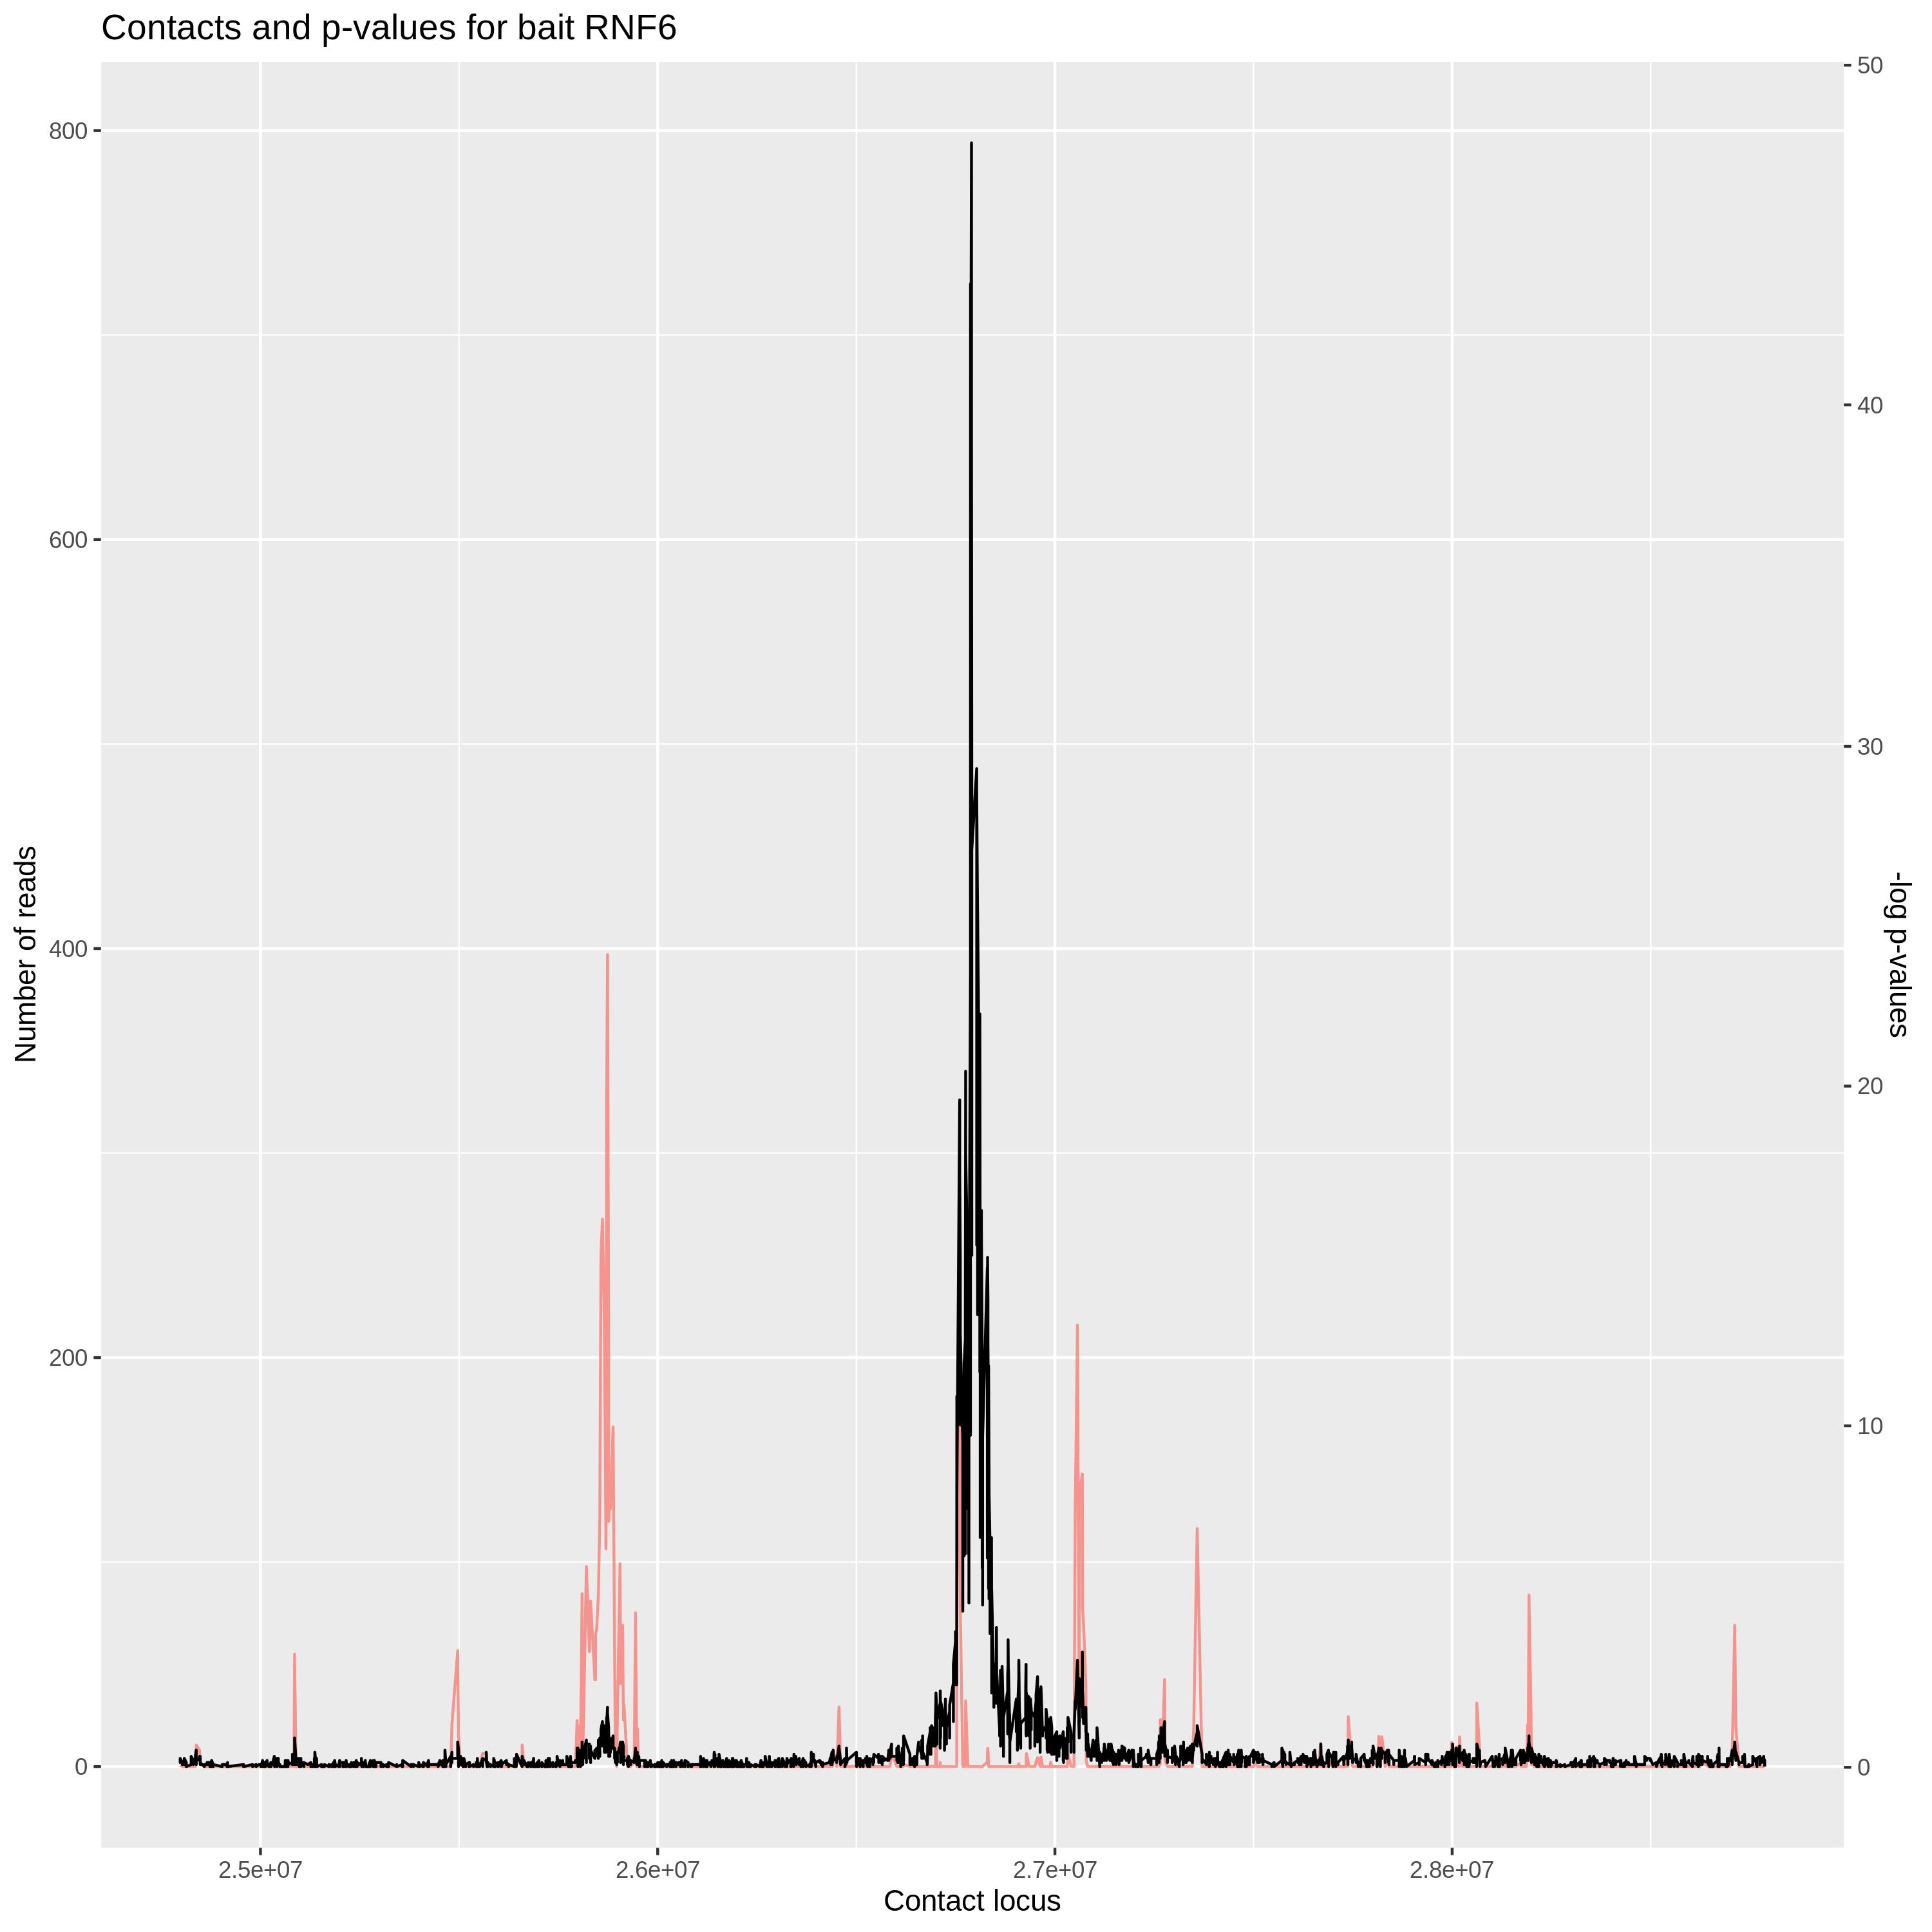 Contacts and p-values for bait RNF6
Number of reads
800
600
400
200
0
50
40
30
20
10
0
-log p-values
2.5e+07 2.6e+07 2.7e+07 2.8e+07
Contact locus